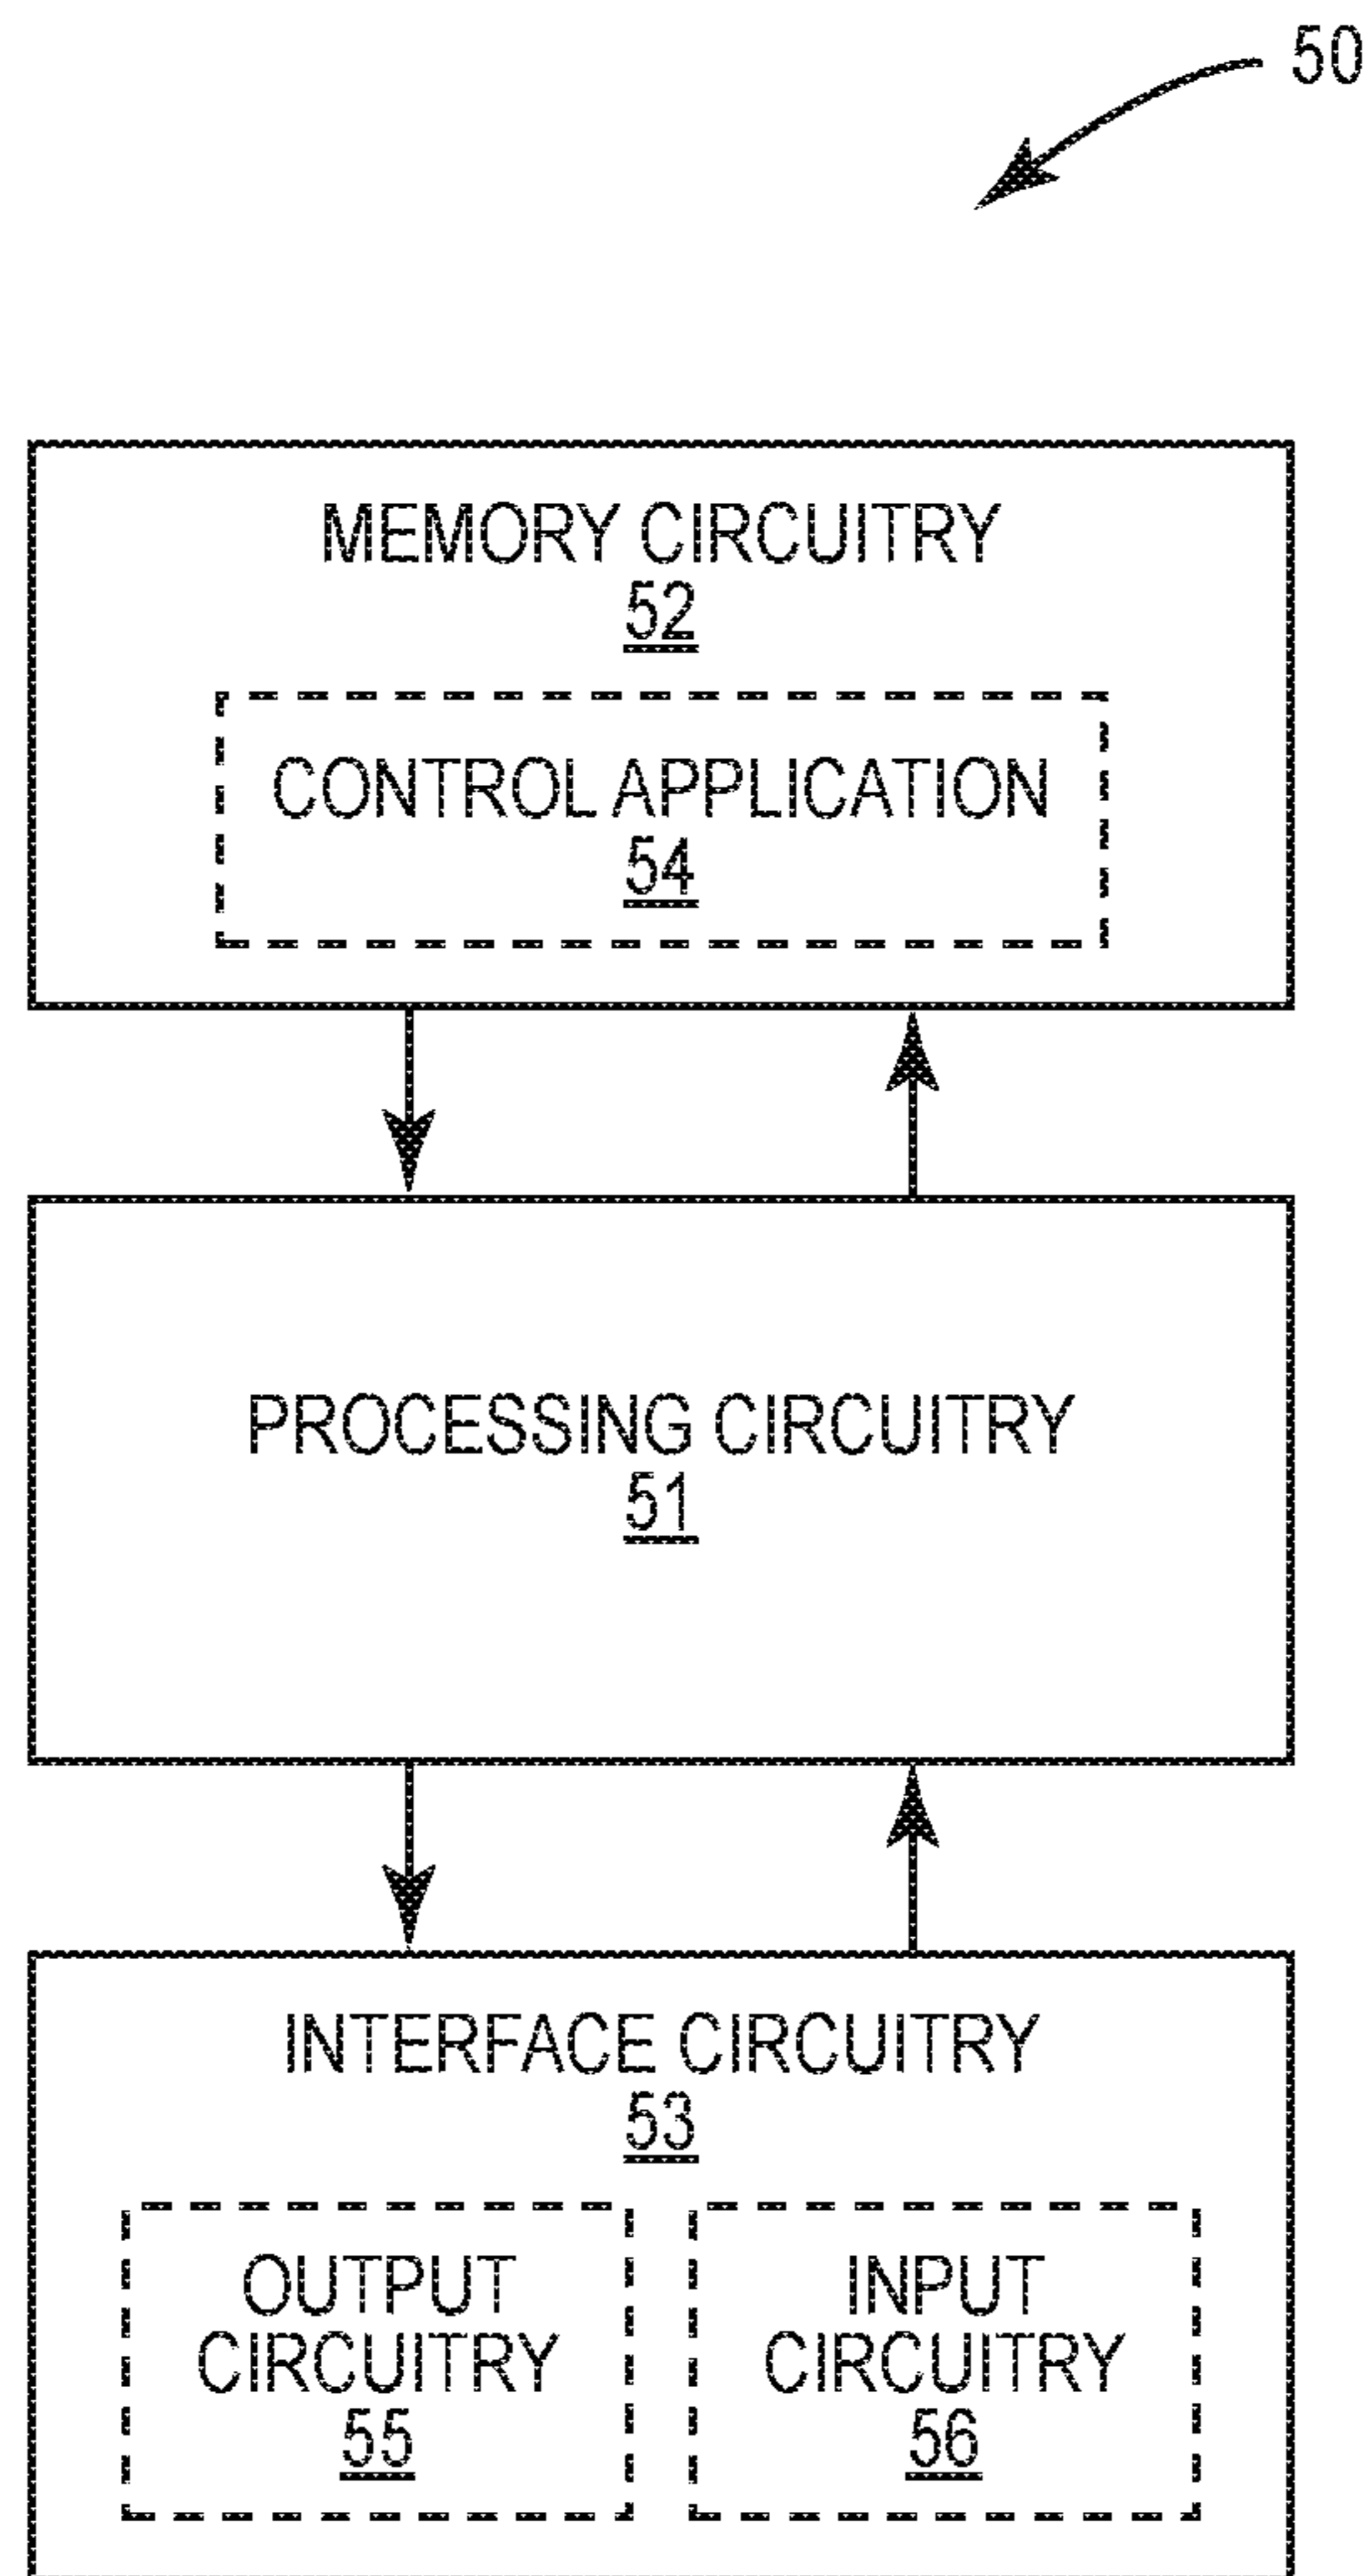 50
MEMORY CIRCUITRY
52
CONTROL APPLICATION
54
PROCESSING CIRCUITRY
51
INTERFACE CIRCUITRY
53
OUTPUT
CIRCUITRY
55
INPUT
CIRCUITRY
56